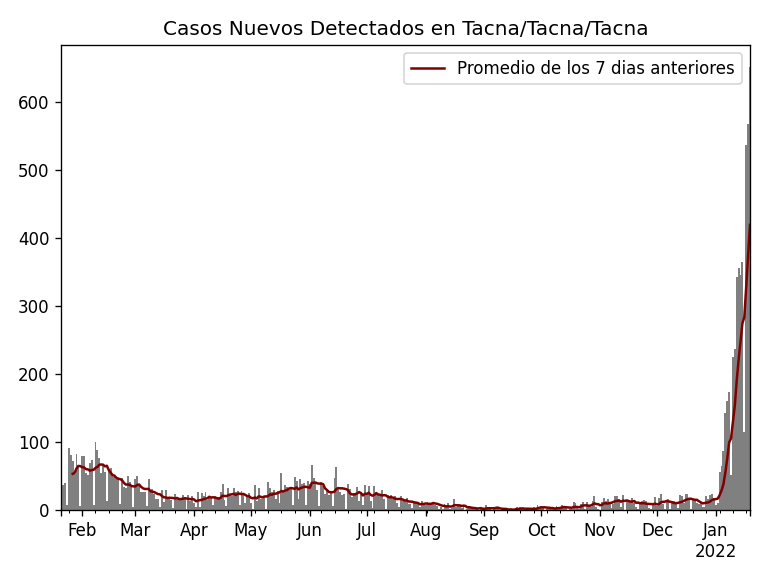 Casos Nuevos Detectados en Tacna/Tacna/Tacna
Promedio de los 7 dias anteriores
600
500
400
300
200
100
0
Feb Mar Apr May Jun Jul Aug Sep Oct Nov Dec Jan
2022